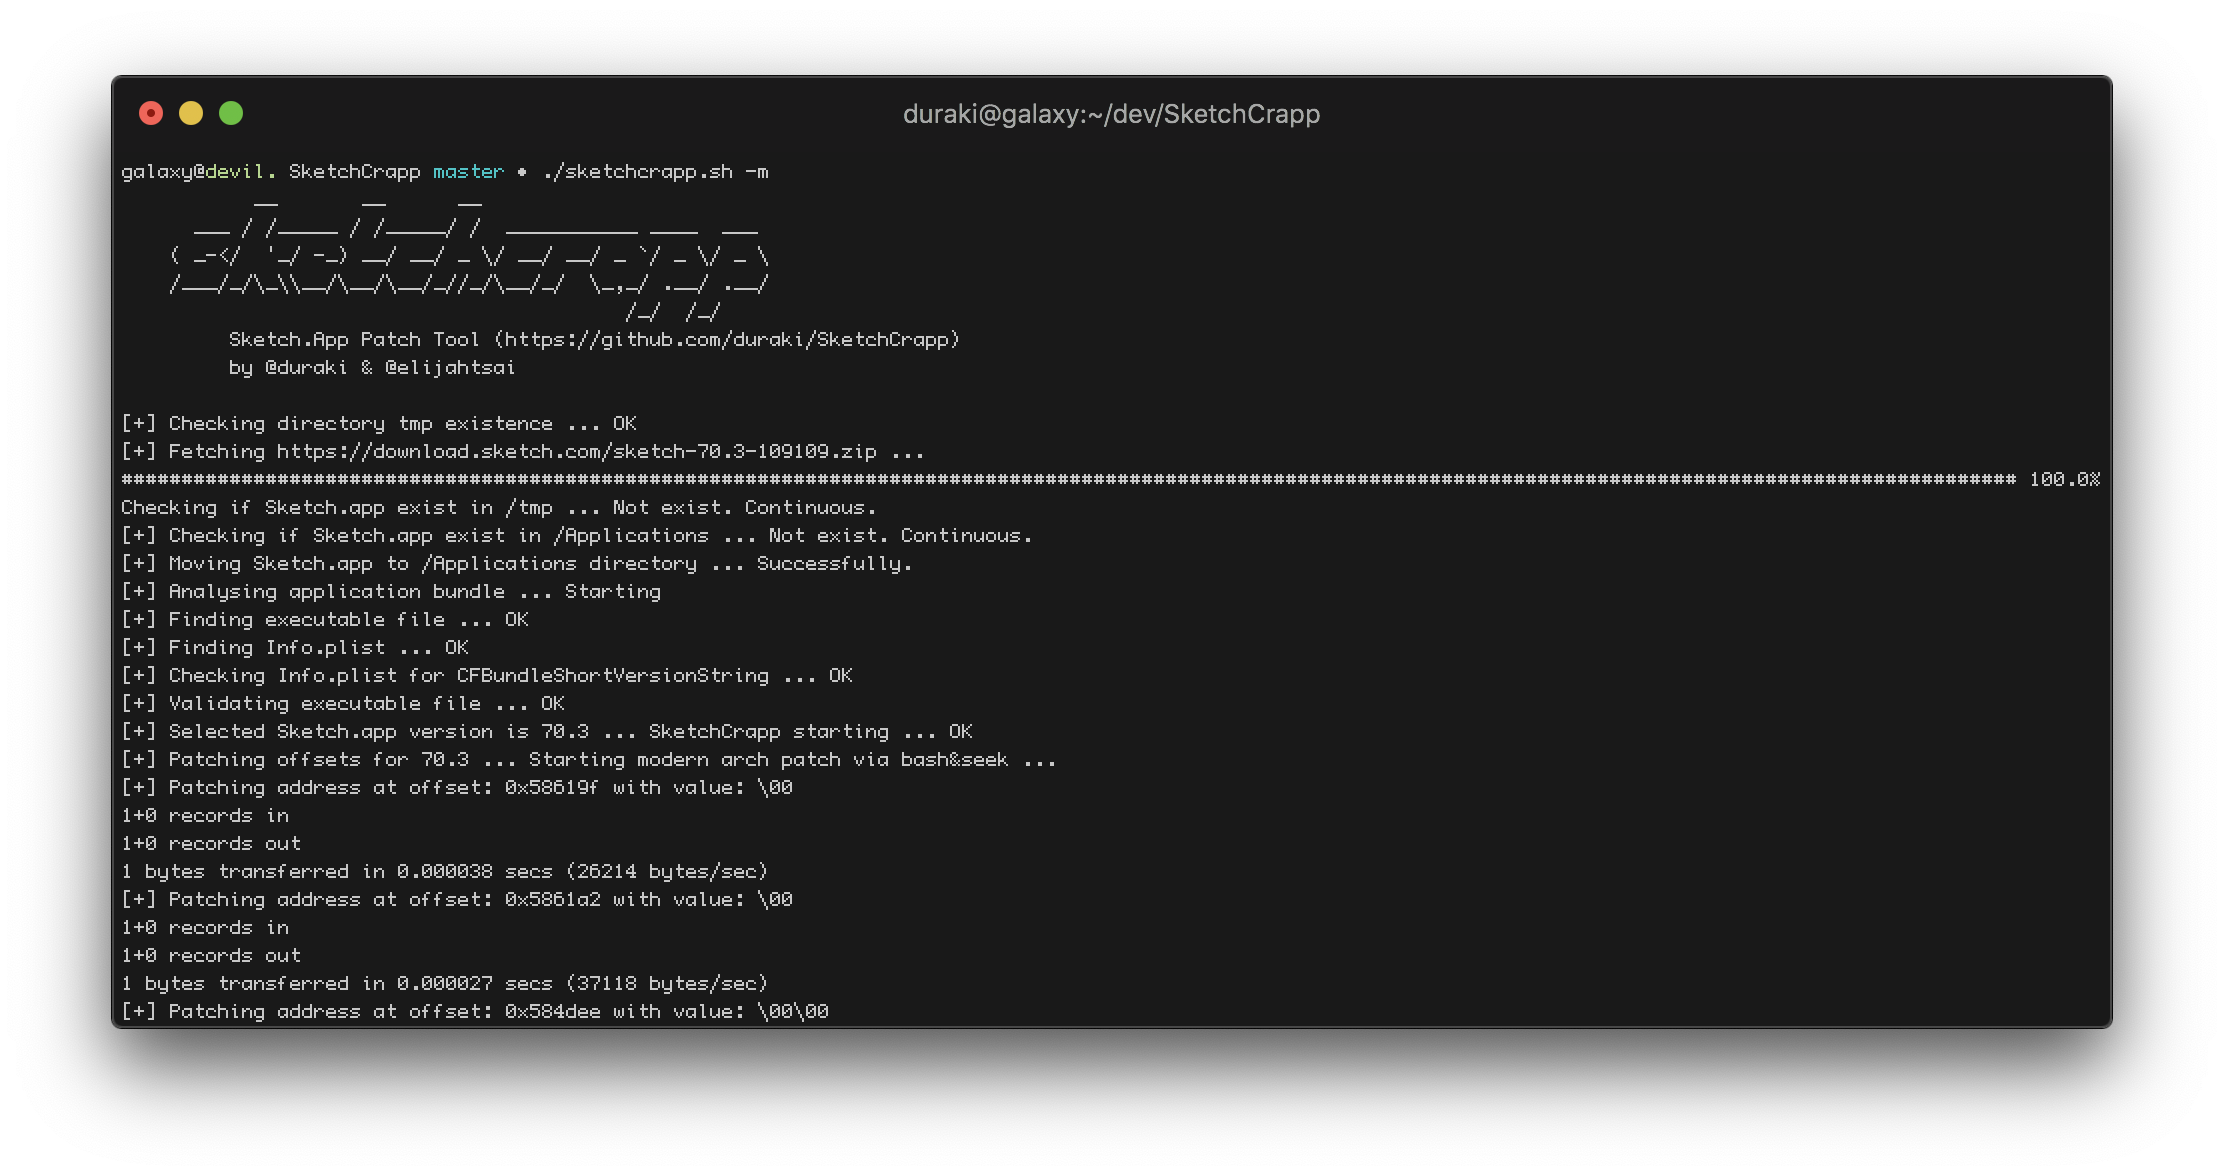 duraki@galaxy:~/dev/SketchCrapp
galaxy@devil. SketchCrapp master • ./sketchcrapp.sh -m
sketchcrapp
Sketch.App Patch Tool (https://github.com/duraki/SketchCrapp)
by @duraki & @elijahtsai
[+] Checking directory tmp existence ... OK
[+] Fetching https://download.sketch.com/sketch-70.3-109109.zip ...
############################################################################################################################################################## 100.0%
Checking if Sketch.app exist in /tmp ... Not exist. Continuous.
[+] Checking if Sketch.app exist in /Applications ... Not exist. Continuous.
[+] Moving Sketch.app to /Applications directory ... Successfully.
[+] Analysing application bundle ... Starting
[+] Finding executable file ... OK
[+] Finding Info.plist ... OK
[+] Checking Info.plist for CFBundleShortVersionString ... OK
[+] Validating executable file ... OK
[+] Selected Sketch.app version is 70.3 ... SketchCrapp starting ... OK
[+] Patching offsets for 70.3 ... Starting modern arch patch via bash&seek ...
[+] Patching address at offset: 0x58619f with value: \00
1+0 records in
1+0 records out
1 bytes transferred in 0.000038 secs (26214 bytes/sec)
[+] Patching address at offset: 0x5861a2 with value: \00
1+0 records in
1+0 records out
1 bytes transferred in 0.000027 secs (37118 bytes/sec)
[+] Patching address at offset: 0x584dee with value: \00\00